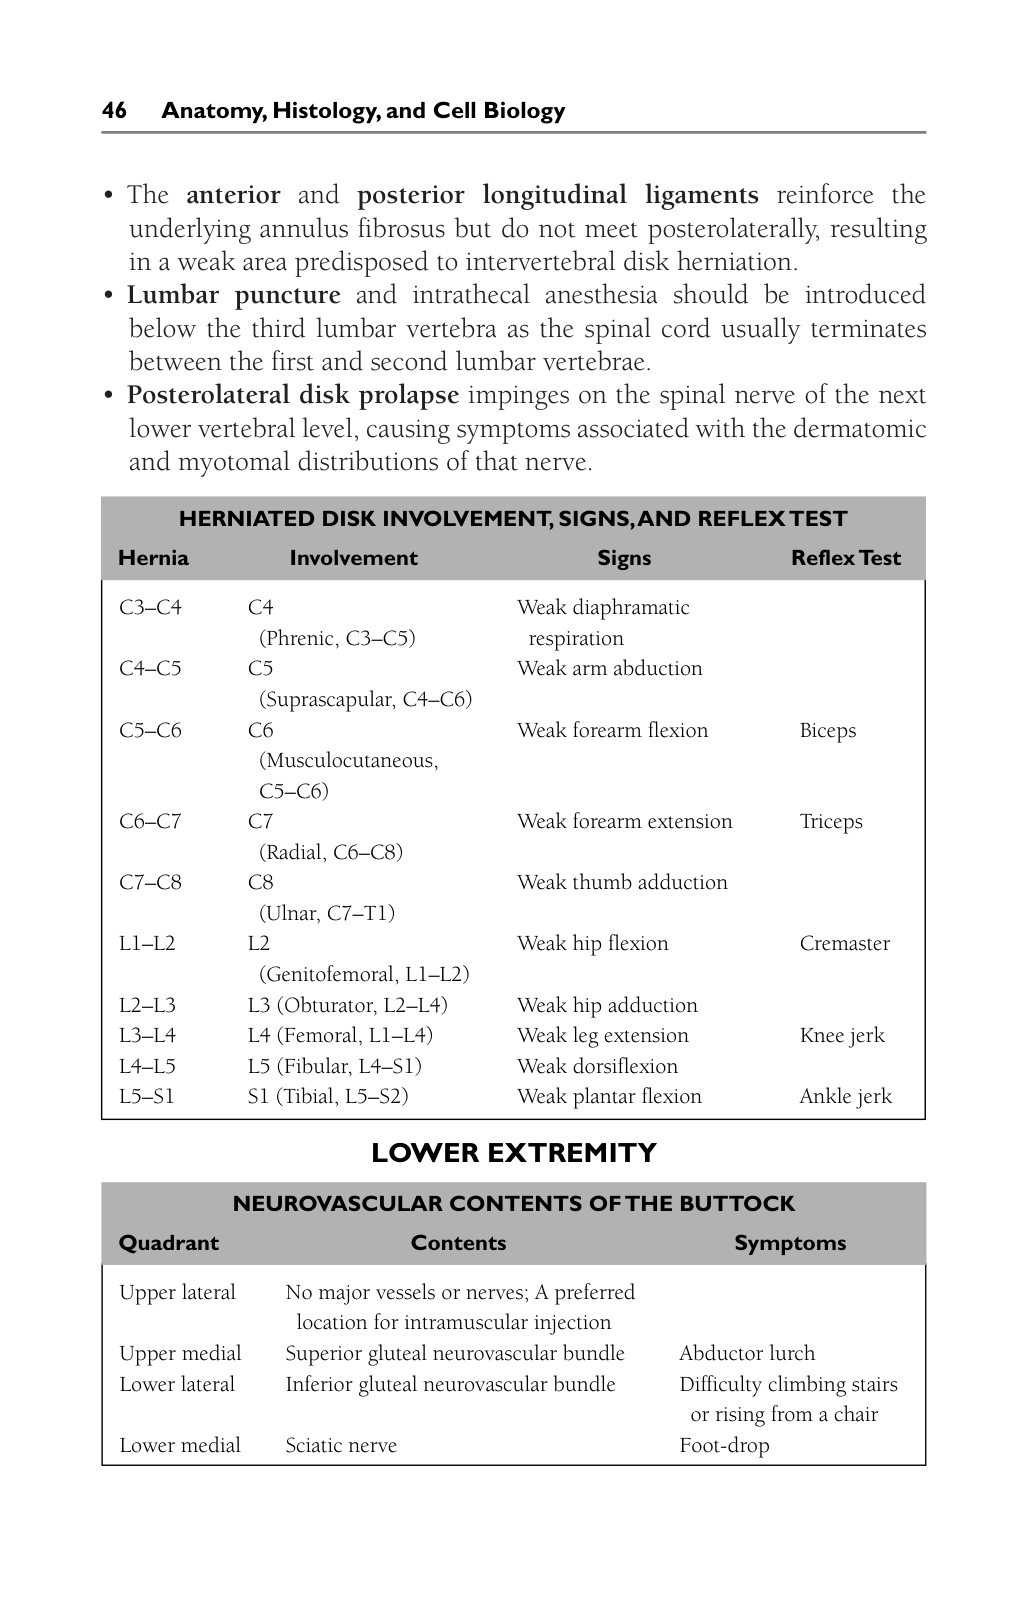 46 Anatomy, Histology, and Cell Biology
• The anterior and posterior longitudinal ligaments reinforce the
underlying annulus fibrosus but do not meet posterolaterally, resulting
in a weak area predisposed to intervertebral disk herniation.
• Lumbar puncture and intrathecal anesthesia should be introduced
below the third lumbar vertebra as the spinal cord usually terminates
between the first and second lumbar vertebrae.
• Posterolateral disk prolapse impinges on the spinal nerve of the next
lower vertebral level, causing symptoms associated with the dermatomic
and myotomal distributions of that nerve.
HERNIATED DISK INVOLVEMENT, SIGNS, AND REFLEX TEST
Hernia Involvement Signs Reflex Test
C3–C4 C4 Weak diaphramatic
(Phrenic, C3–C5) respiration
C4–C5 C5 Weak arm abduction
(Suprascapular, C4–C6)
C5–C6 C6 Weak forearm flexion Biceps
(Musculocutaneous,
C5–C6)
C6–C7 C7 Weak forearm extension Triceps
(Radial, C6–C8)
C7–C8 C8 Weak thumb adduction
(Ulnar, C7–T1)
L1–L2 L2 Weak hip flexion Cremaster
(Genitofemoral, L1–L2)
L2–L3 L3 (Obturator, L2–L4) Weak hip adduction
L3–L4 L4 (Femoral, L1–L4) Weak leg extension Knee jerk
L4–L5 L5 (Fibular, L4–S1) Weak dorsiflexion
L5–S1 S1 (Tibial, L5–S2) Weak plantar flexion Ankle jerk
LOWER EXTREMITY
NEUROVASCULAR CONTENTS OF THE BUTTOCK
Quadrant Contents Symptoms
Upper lateral No major vessels or nerves; A preferred
location for intramuscular injection
Upper medial Superior gluteal neurovascular bundle Abductor lurch
Lower lateral Inferior gluteal neurovascular bundle Difficulty climbing stairs
or rising from a chair
Lower medial Sciatic nerve Foot-drop